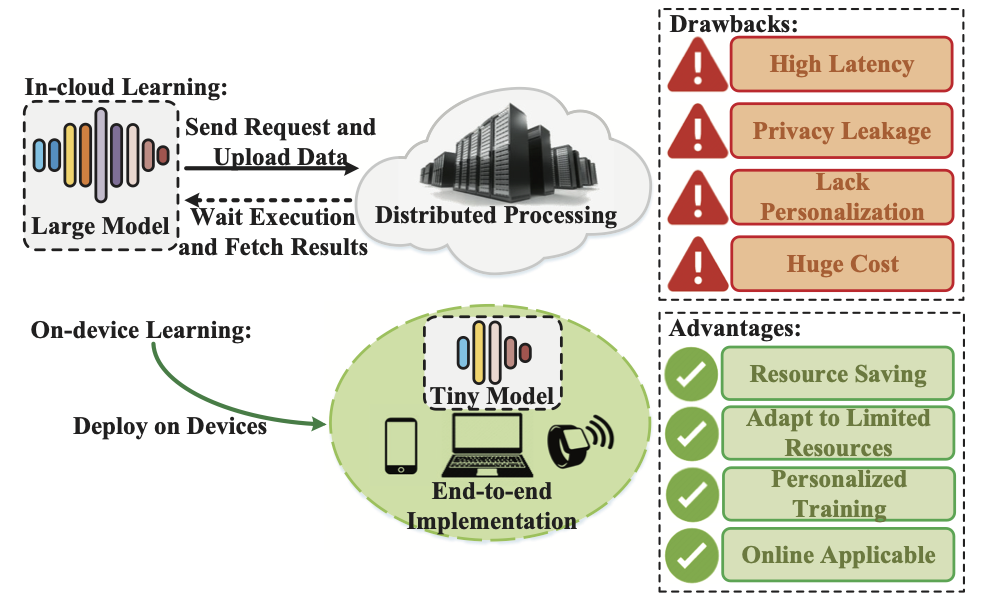 In-cloud Learning:
Large Model
Send Request and
Upload Data
Wait Execution
and Fetch Results
Distributed Processing
Drawbacks:
High Latency
Privacy Leakage
Lack
Personalization
Huge Cost
On-device Learning:
Deploy on Devices
Tiny Model
End-to-end
Implementation
Advantages:
Resource Saving
Adapt to Limited
Resources
Personalized
Training
Online Applicable